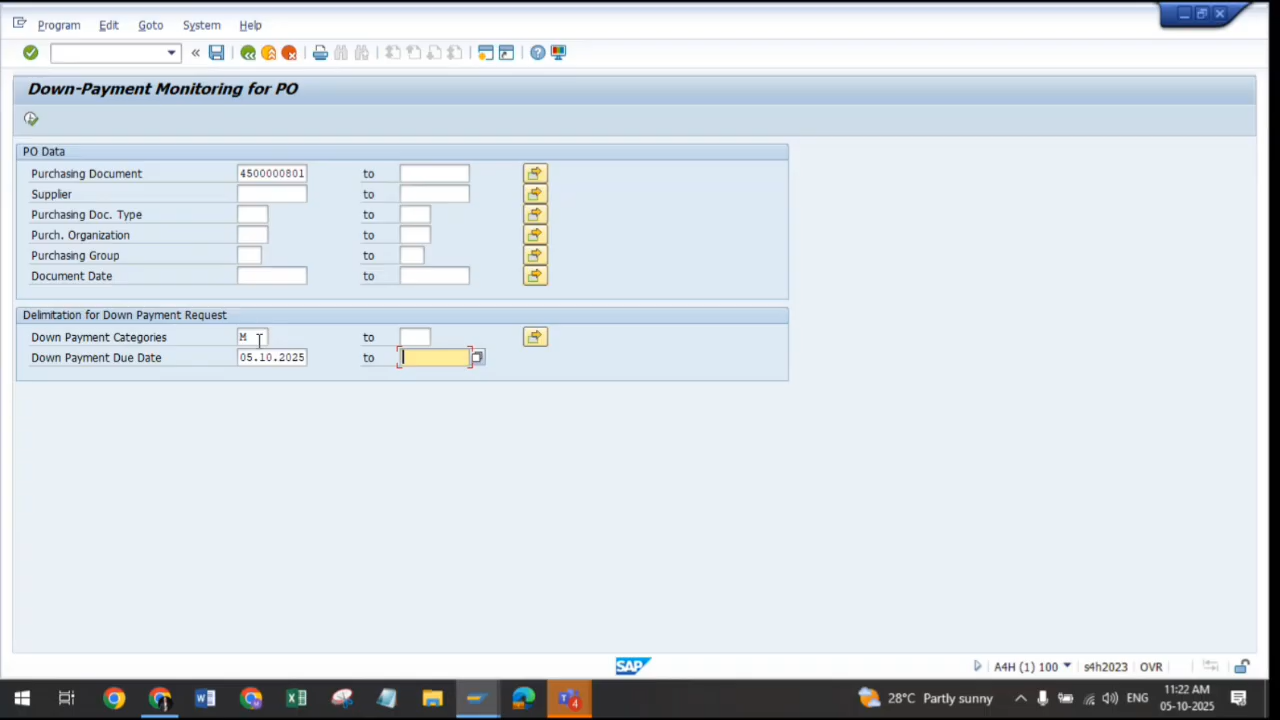 Program Edit Goto System Help
«
Down-Payment Monitoring for PO
PO Data
Purchasing Document 4500000801 to
Supplier to
Purchasing Doc. Type to
Purch. Organization to
Purchasing Group to
Document Date to
Delimitation for Down Payment Request
Down Payment Categories M to
Down Payment Due Date 05.10.2025 to
SAP A4H (1) 100 s4h2023 OVR
4 28°C Partly sunny ENG 11:22 AM
05-10-2025